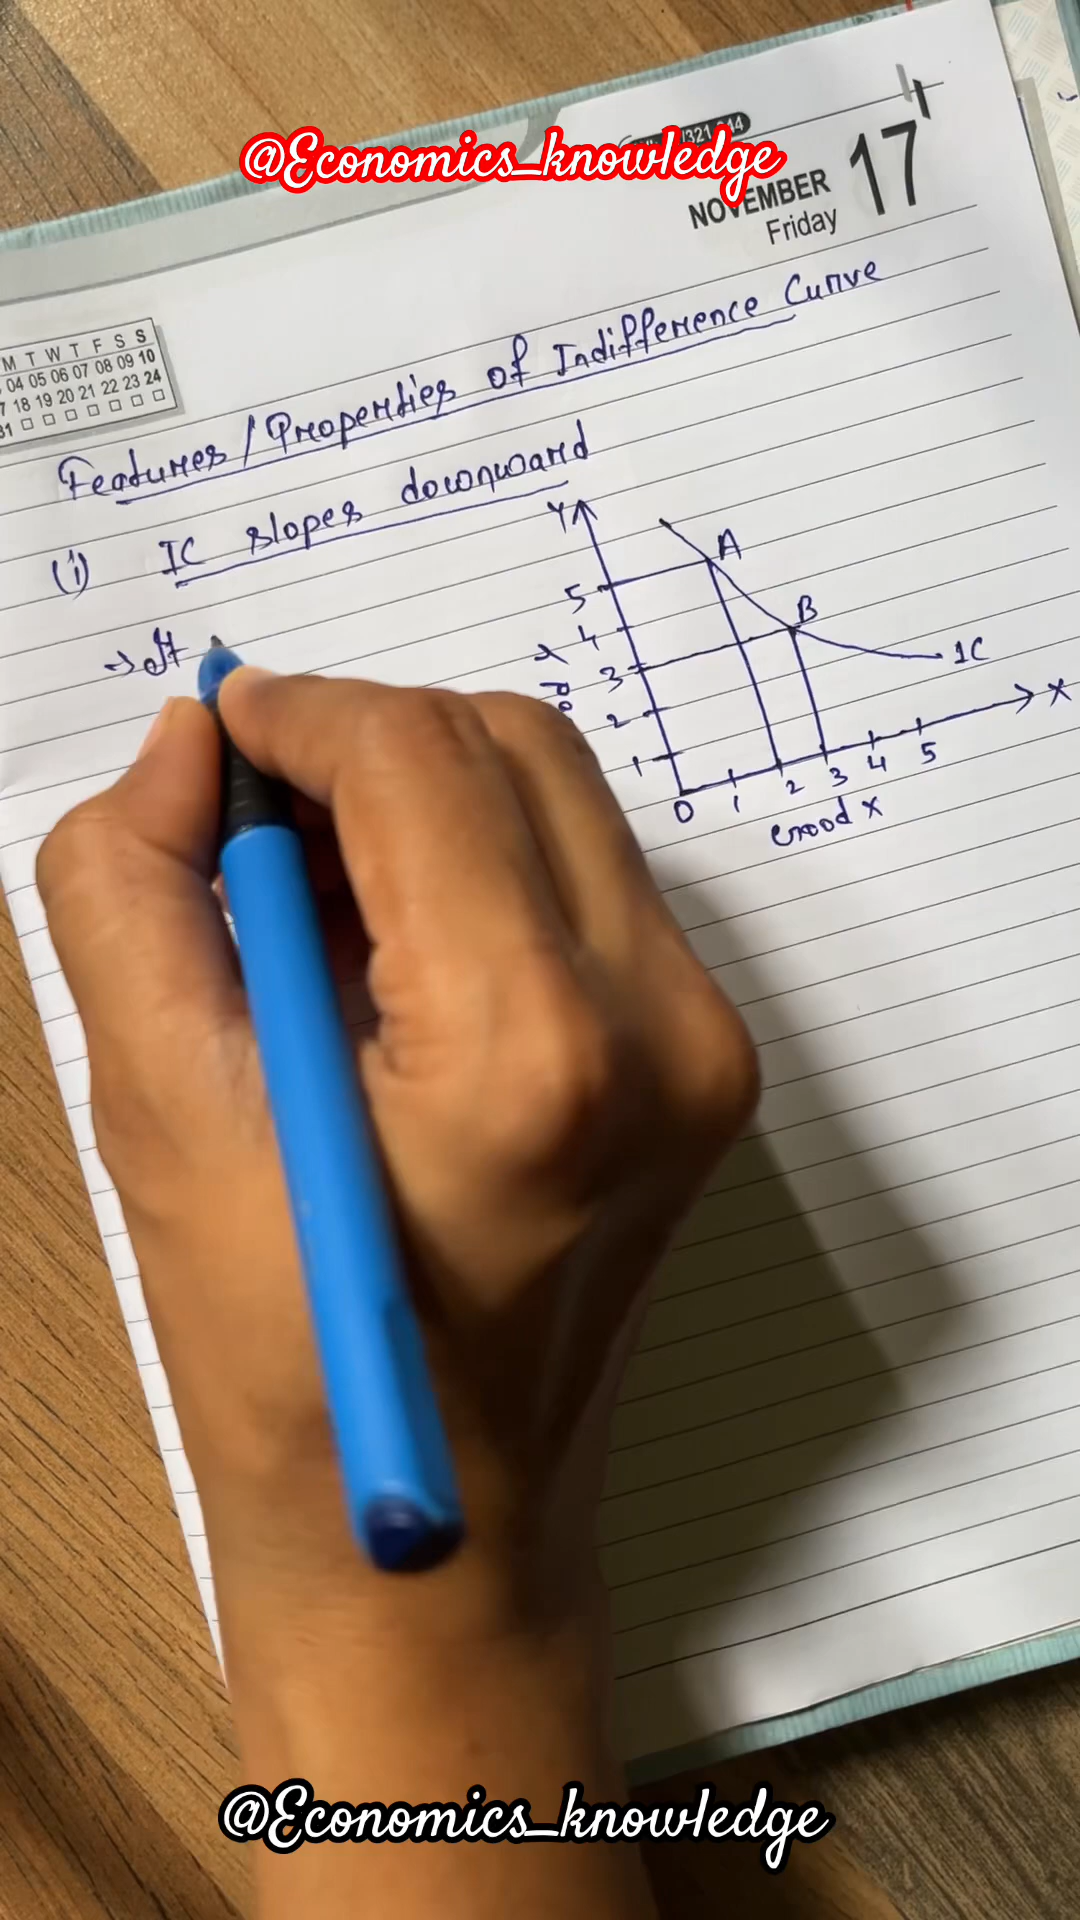 @Economics_knowledge
NOVEMBER 17
Friday
M T W T F S S
04 05 06 07 08 09 10
18 19 20 21 22 23 24
31
Features/Properties of Indifference Curve
(i) IC slopes downward
→ It
Y
A
5
B
4
IC
3
2
X
1
0 1 2 3 4 5
Good X
@Economics_knowledge